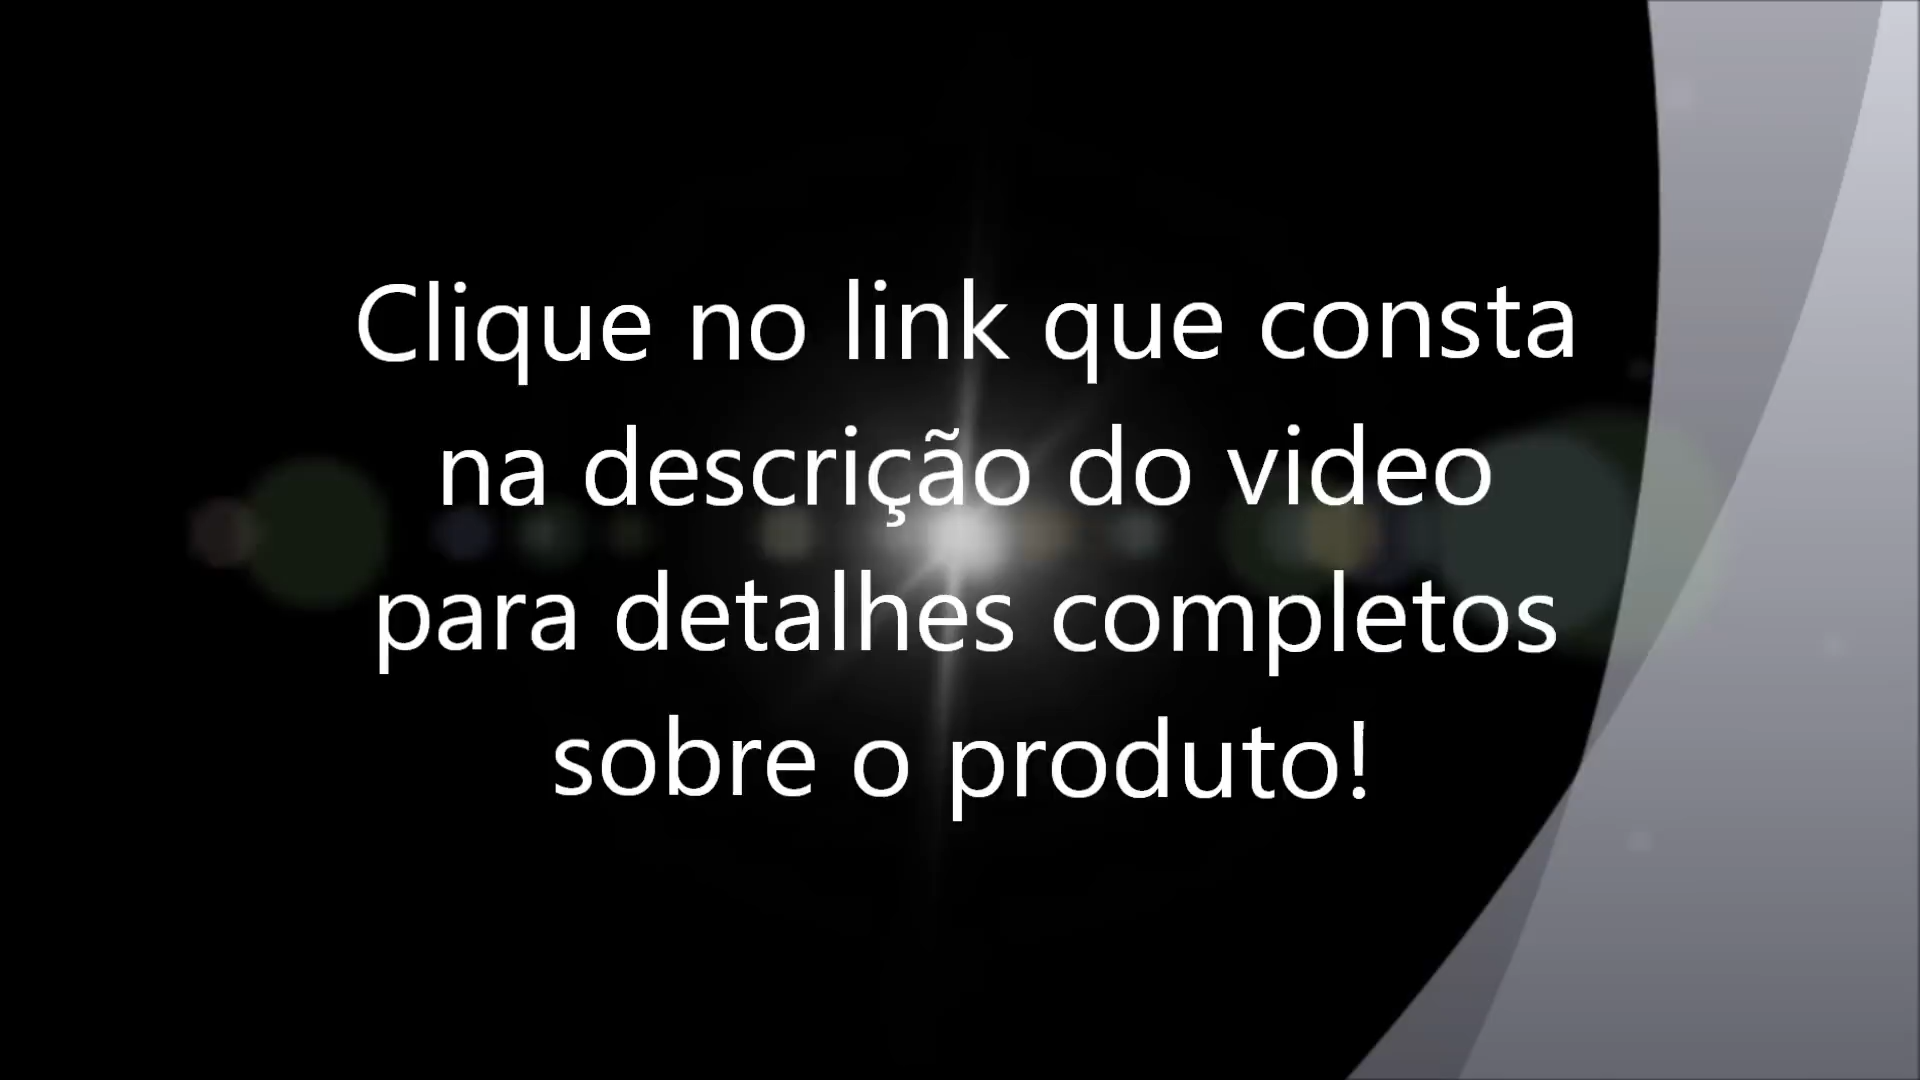 Clique no link que consta
na descrição do video
para detalhes completos
sobre o produto!